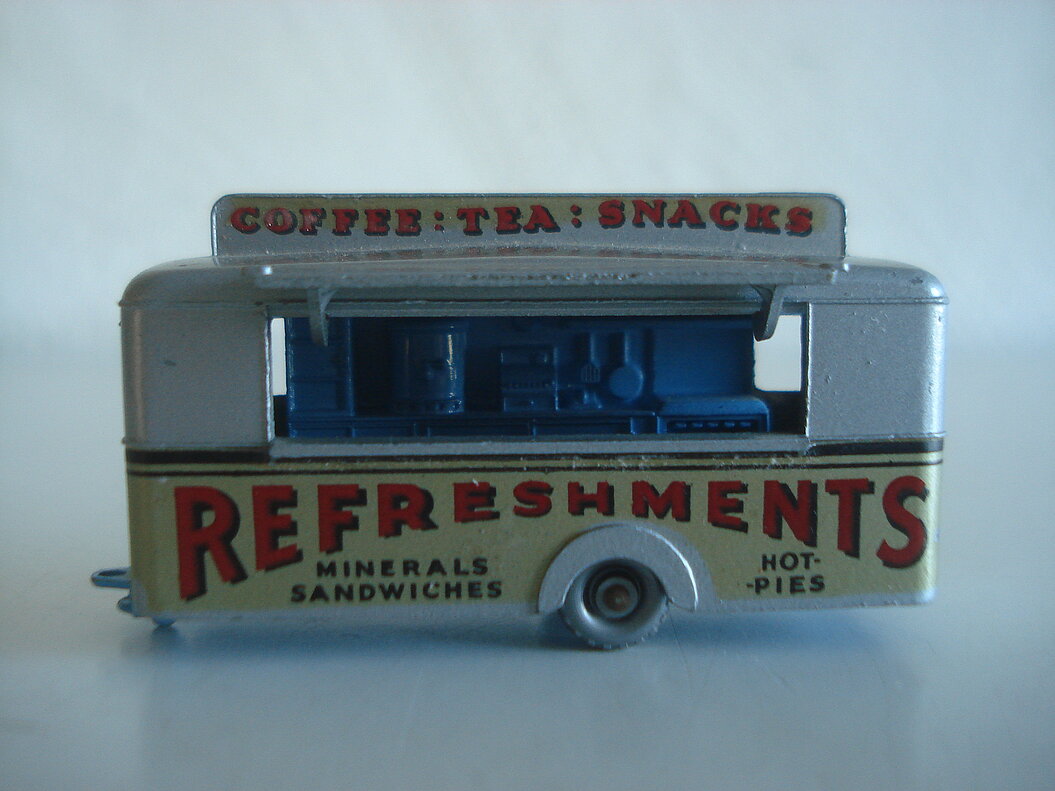 COFFEE : TEA : SNACKS
REFRESHMENTS
MINERALS
SANDWICHES
HOT-
-PIES